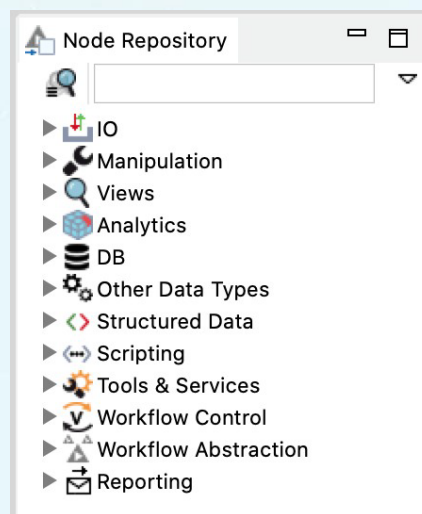 Node Repository
IO
Manipulation
Views
Analytics
DB
Other Data Types
Structured Data
Scripting
Tools & Services
Workflow Control
Workflow Abstraction
Reporting